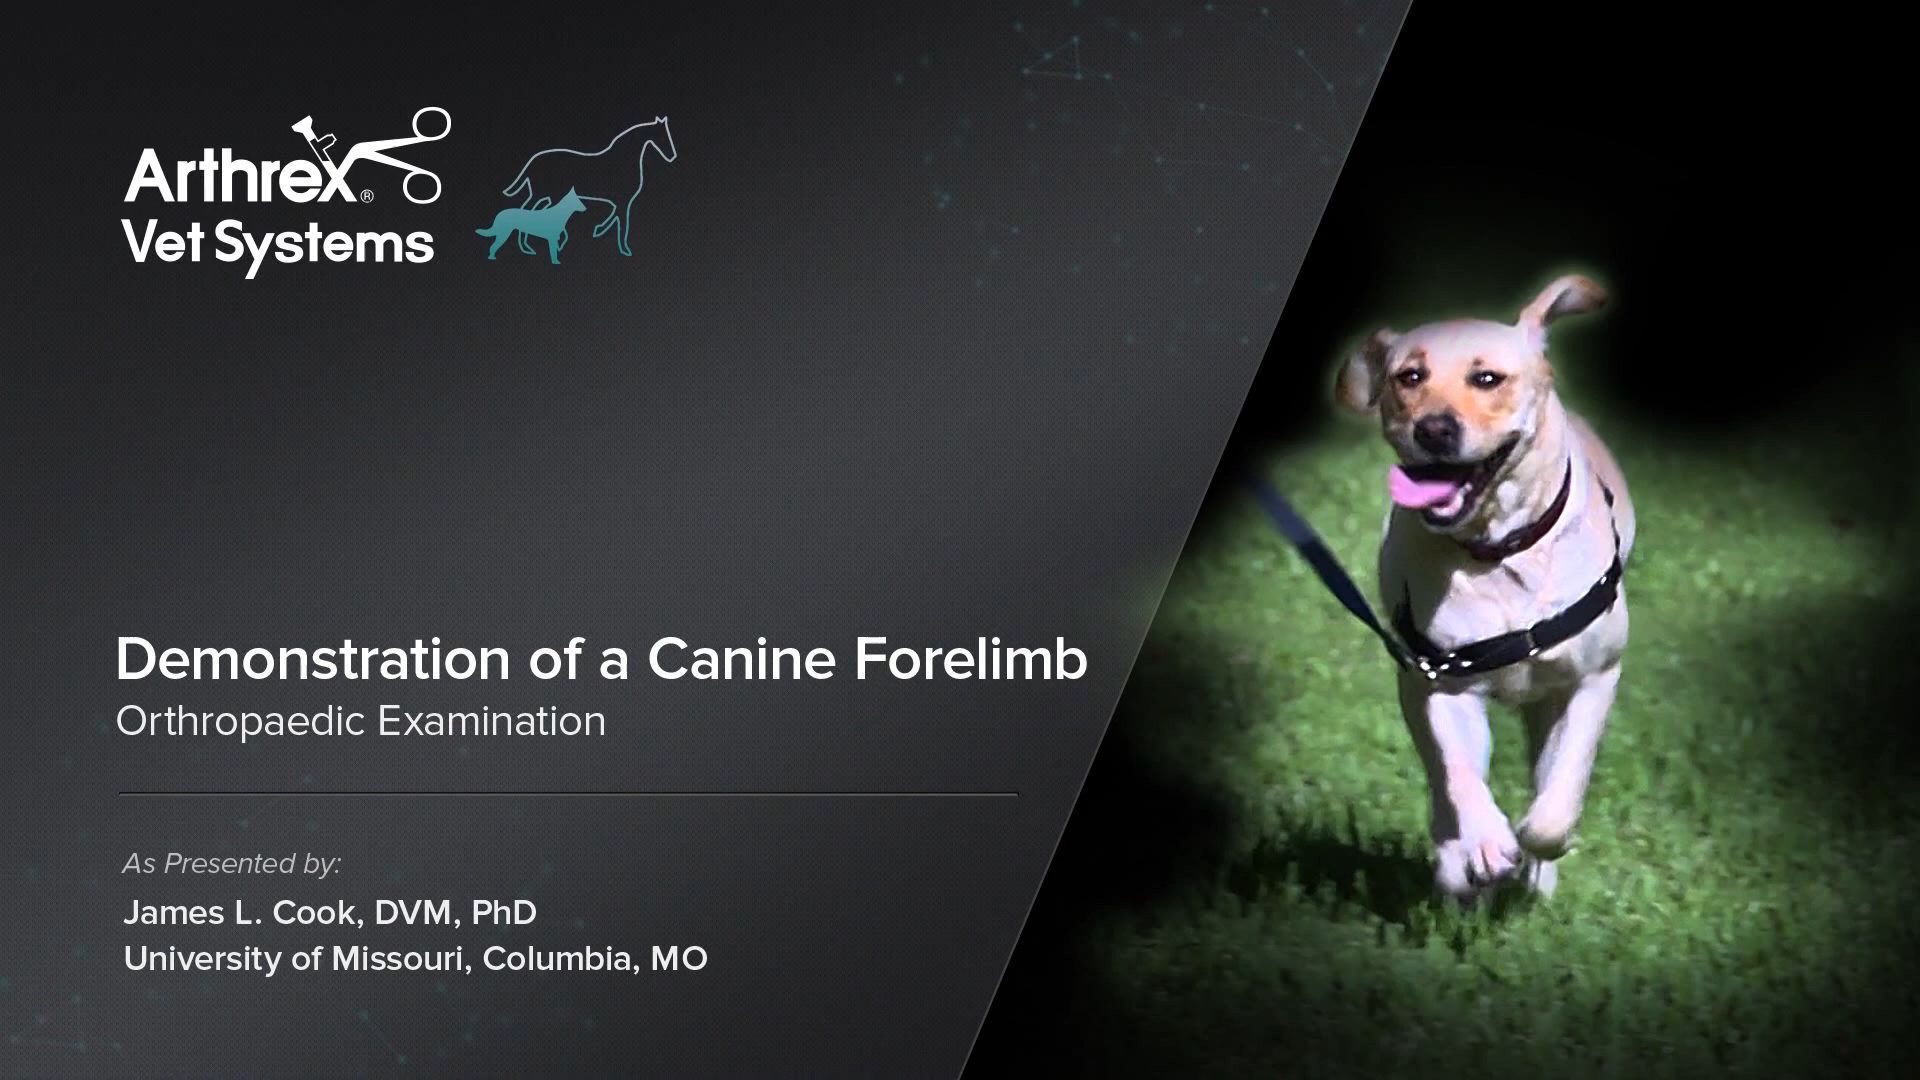 Arthrex®
Vet Systems
Demonstration of a Canine Forelimb
Orthopaedic Examination
As Presented by:
James L. Cook, DVM, PhD
University of Missouri, Columbia, MO